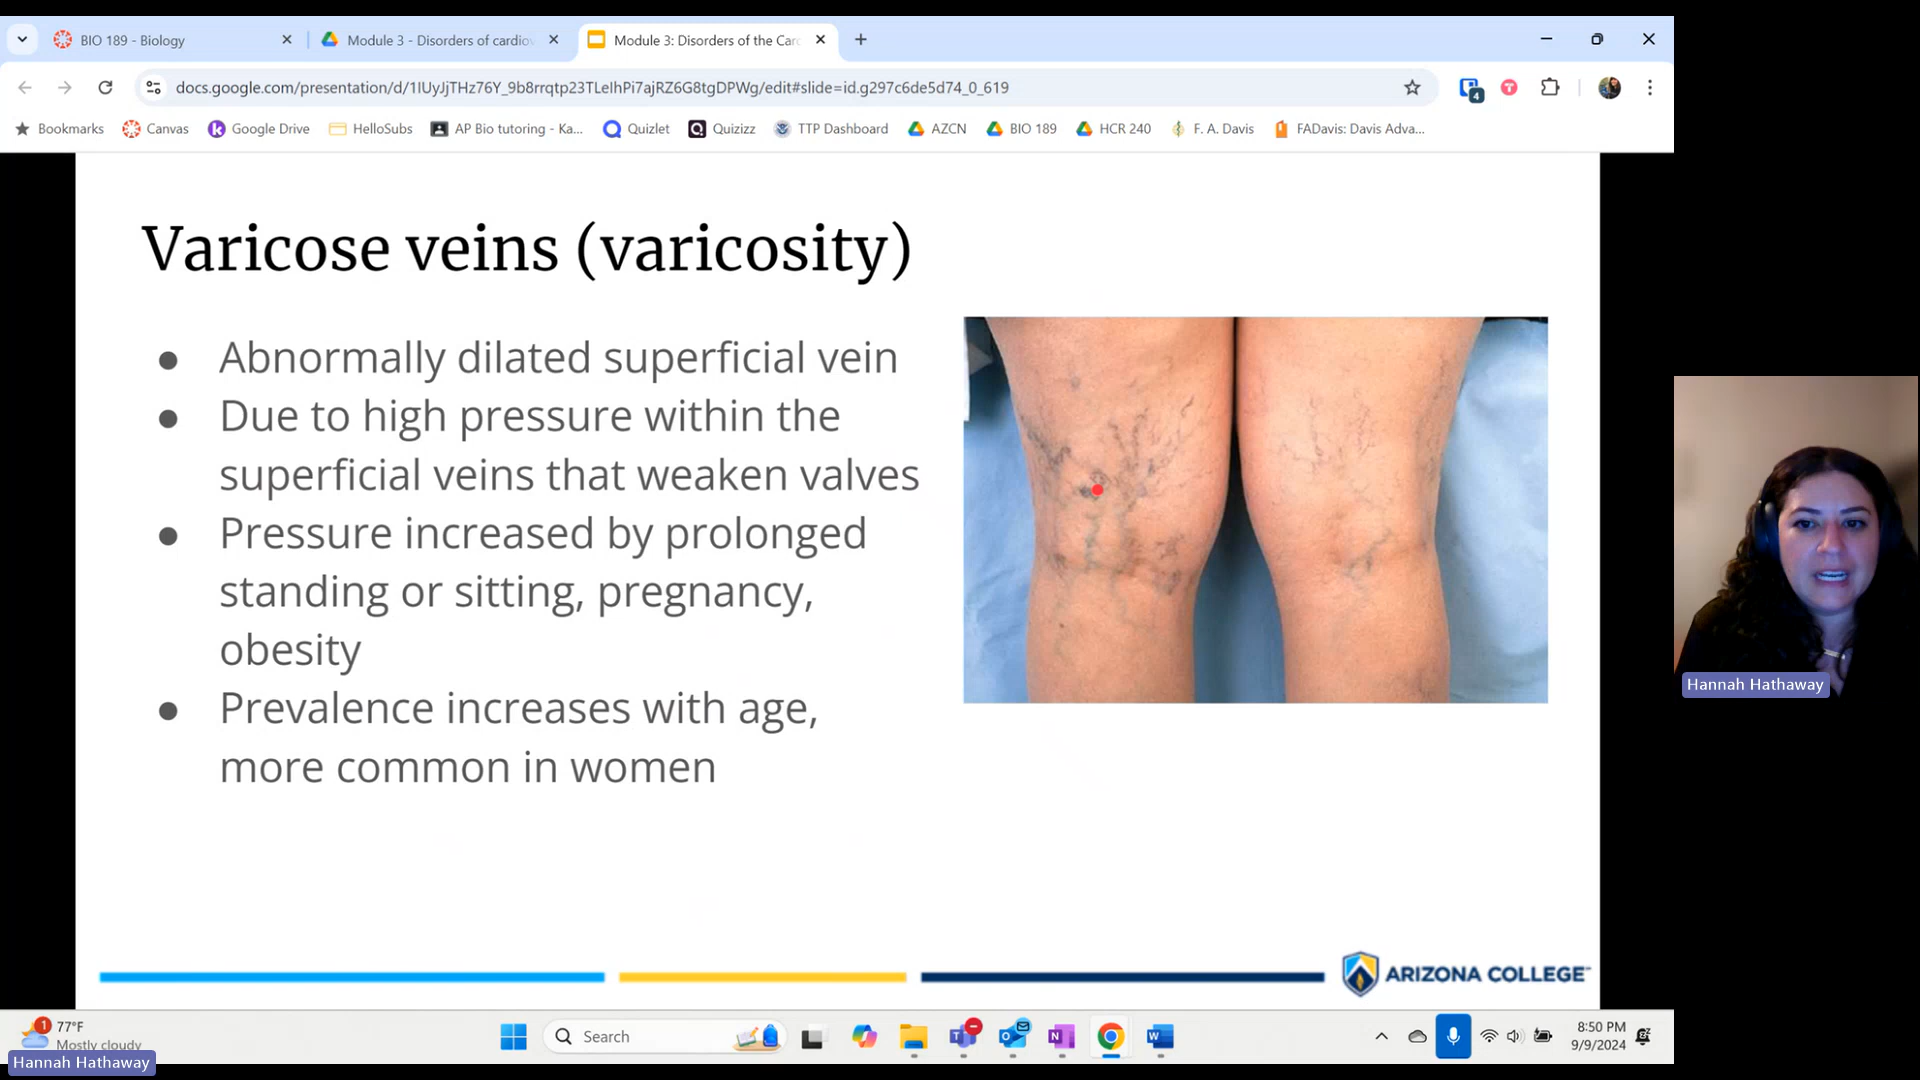 BIO 189 - Biology
Module 3 - Disorders of cardiov
Module 3: Disorders of the Car
docs.google.com/presentation/d/1IUyJjTHz76Y_9b8rrqtp23TLeIhPi7ajRZ6G8tgDPWg/edit#slide=id.g297c6de5d74_0_619
4
T
Bookmarks
Canvas
Google Drive
HelloSubs
AP Bio tutoring - Ka...
Quizlet
Quizizz
TTP Dashboard
AZCN
BIO 189
HCR 240
F. A. Davis
FADavis: Davis Adva...
Varicose veins (varicosity)
● Abnormally dilated superficial vein
● Due to high pressure within the
superficial veins that weaken valves
● Pressure increased by prolonged
standing or sitting, pregnancy,
obesity
● Prevalence increases with age,
more common in women
ARIZONA COLLEGE
Hannah Hathaway
1
77°F
Mostly cloudy
Hannah Hathaway
Search
8:50 PM
9/9/2024